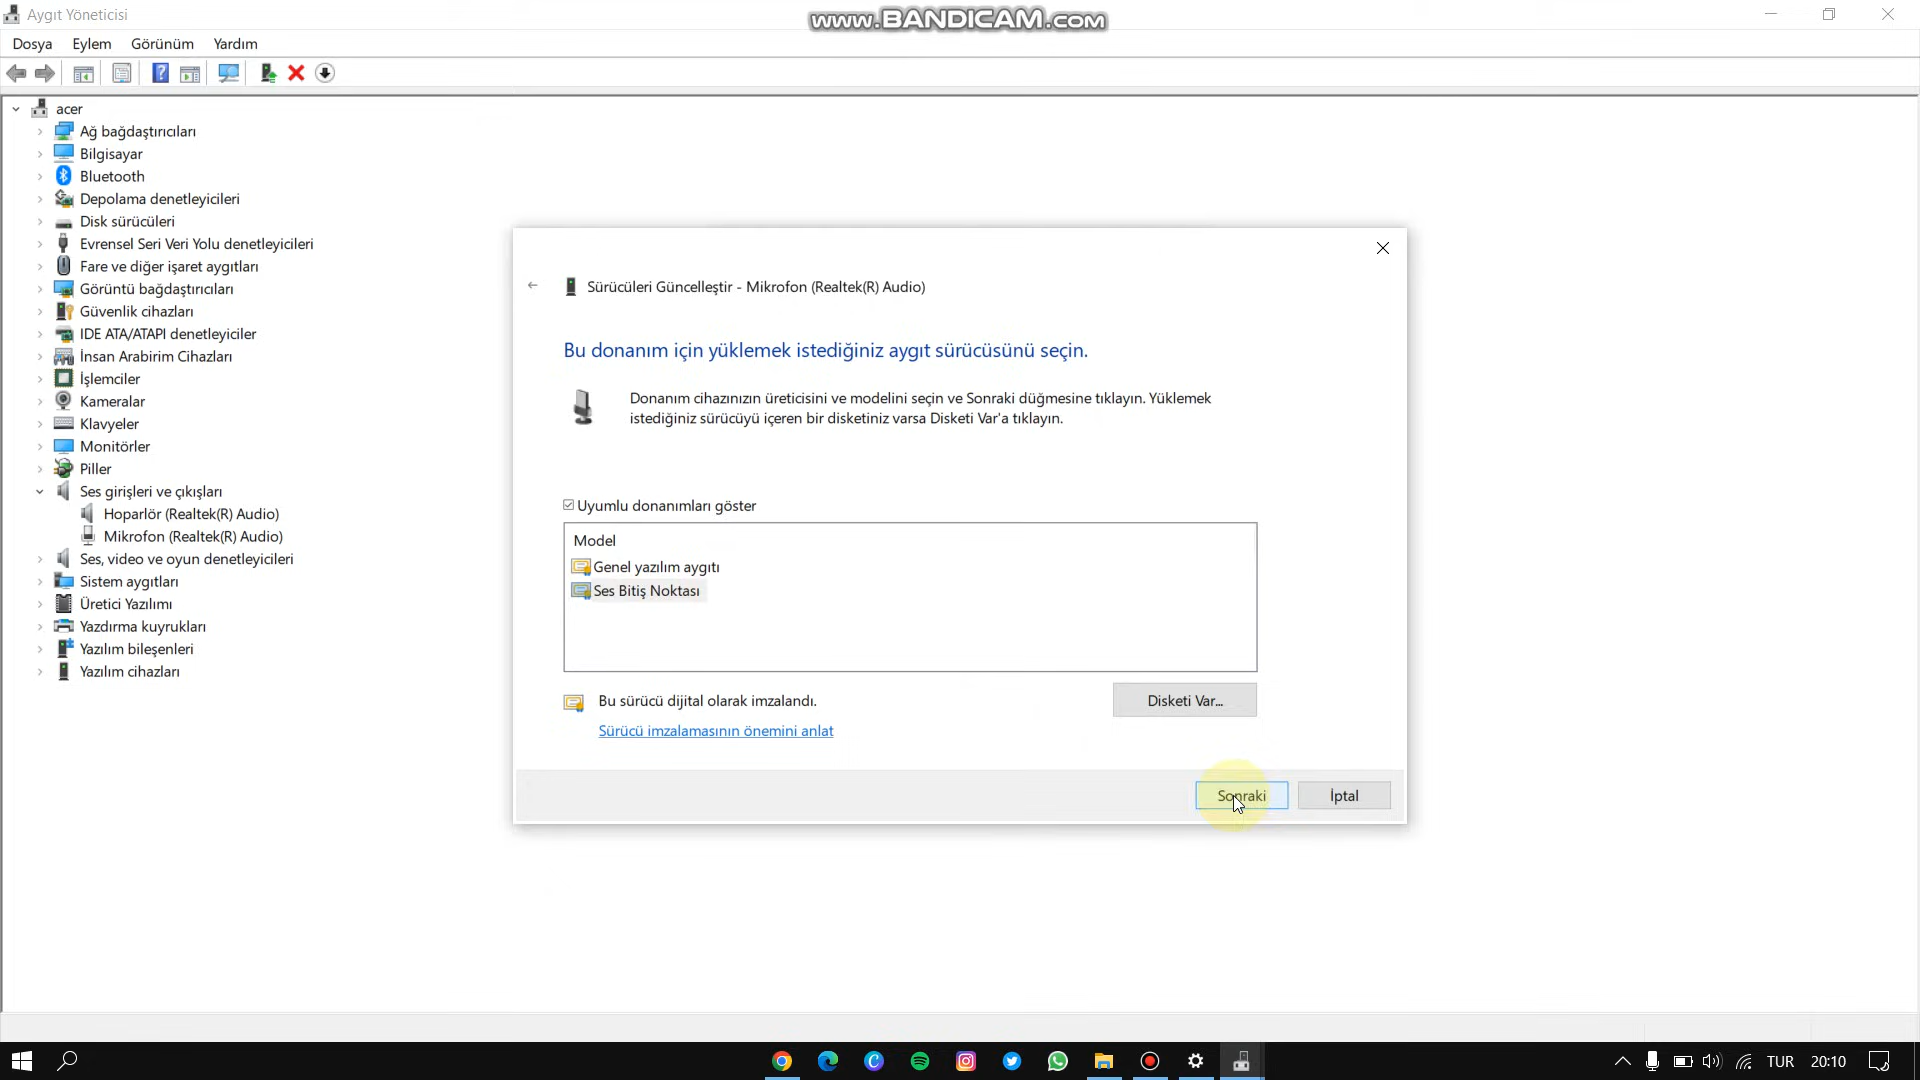 Aygıt Yöneticisi
www.BANDICAM.com
Dosya Eylem Görünüm Yardım
acer
Ağ bağdaştırıcıları
Bilgisayar
Bluetooth
Depolama denetleyicileri
Disk sürücüleri
Evrensel Seri Veri Yolu denetleyicileri
Fare ve diğer işaret aygıtları
Görüntü bağdaştırıcıları
Güvenlik cihazları
IDE ATA/ATAPI denetleyiciler
İnsan Arabirim Cihazları
İşlemciler
Kameralar
Klavyeler
Monitörler
Piller
Ses girişleri ve çıkışları
Hoparlör (Realtek(R) Audio)
Mikrofon (Realtek(R) Audio)
Ses, video ve oyun denetleyicileri
Sistem aygıtları
Üretici Yazılımı
Yazdırma kuyrukları
Yazılım bileşenleri
Yazılım cihazları
Sürücüleri Güncelleştir - Mikrofon (Realtek(R) Audio)
Bu donanım için yüklemek istediğiniz aygıt sürücüsünü seçin.
Donanım cihazınızın üreticisini ve modelini seçin ve Sonraki düğmesine tıklayın. Yüklemek
istediğiniz sürücüyü içeren bir disketiniz varsa Disketi Var'a tıklayın.
Uyumlu donanımları göster
Model
Genel yazılım aygıtı
Ses Bitiş Noktası
Bu sürücü dijital olarak imzalandı.
Disketi Var...
Sürücü imzalamasının önemini anlat
Sonraki İptal
TUR 20:10